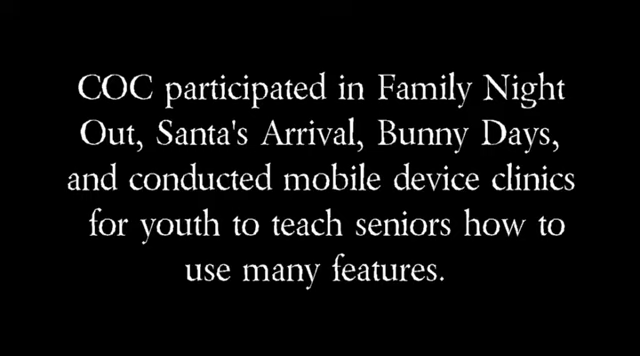 COC participated in Family Night
Out, Santa's Arrival, Bunny Days,
and conducted mobile device clinics
for youth to teach seniors how to
use many features.